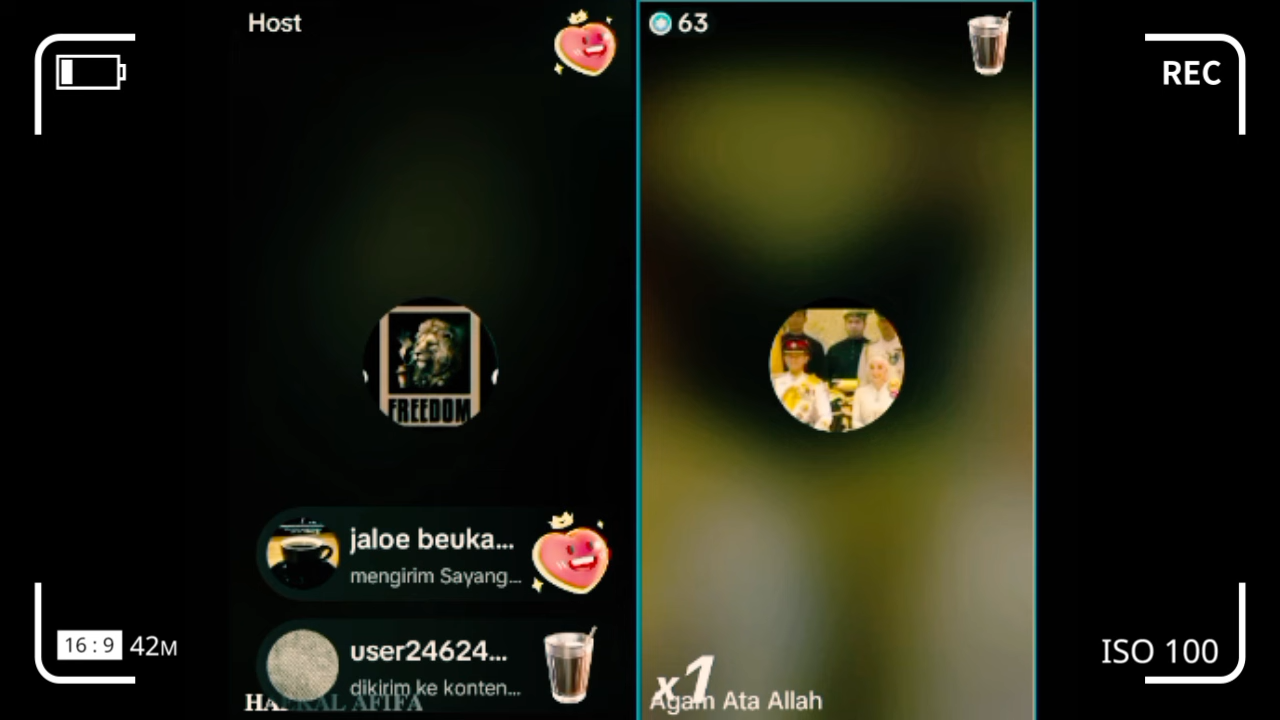 Host
63
REC
FREEDOM
jaloe beuka...
mengirim Sayang...
user24624...
dikirim ke konten...
AFIFA
x1
Agam Ata Allah
16:9 42M
ISO 100